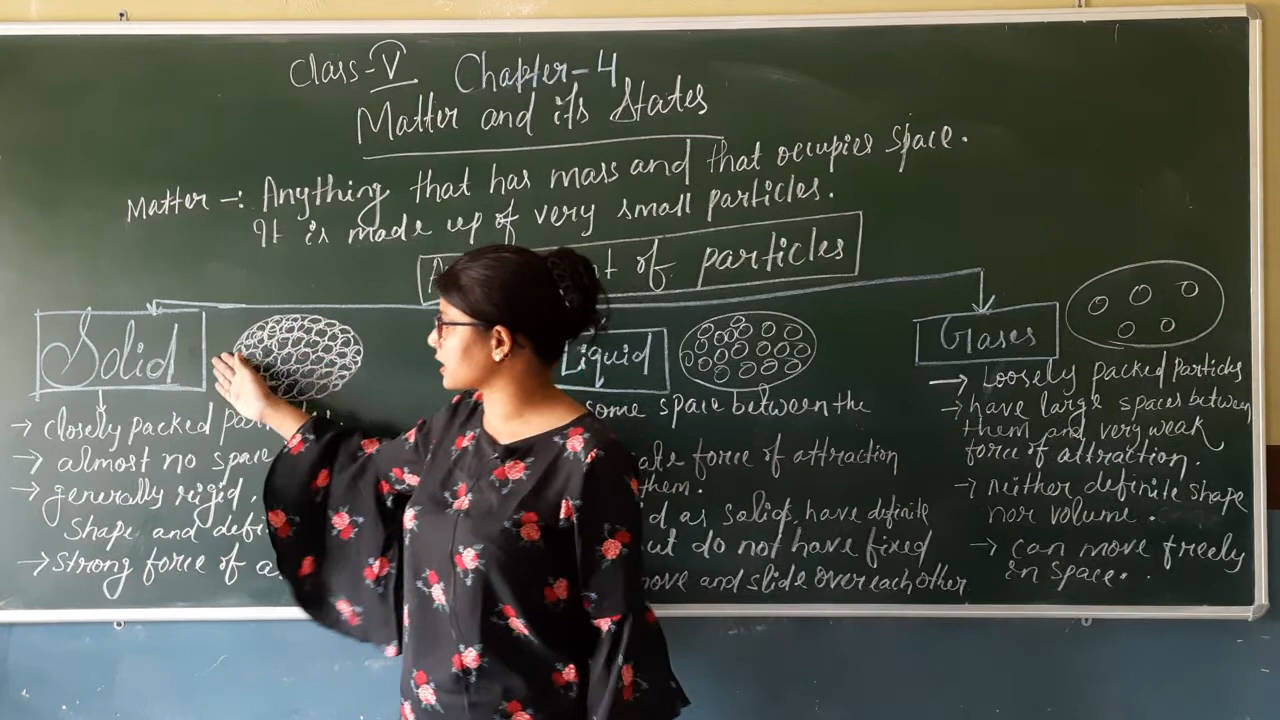 Class-V Chapter-4
Matter and its States
Matter -: Anything that has mass and that occupies space.
It is made up of very small particles.
of particles
Solid
→ closely packed
→ almost no space
→ generally rigid,
shape and
→ strong force of
Liquid
some space between the
force of attraction
them.
as solids, have definite
do not have fixed
move and slide over each other
Gases
→ Loosely packed Particles
→ have large spaces between
them and very weak
force of attraction.
→ Neither definite shape
nor volume.
→ can move freely
in space.